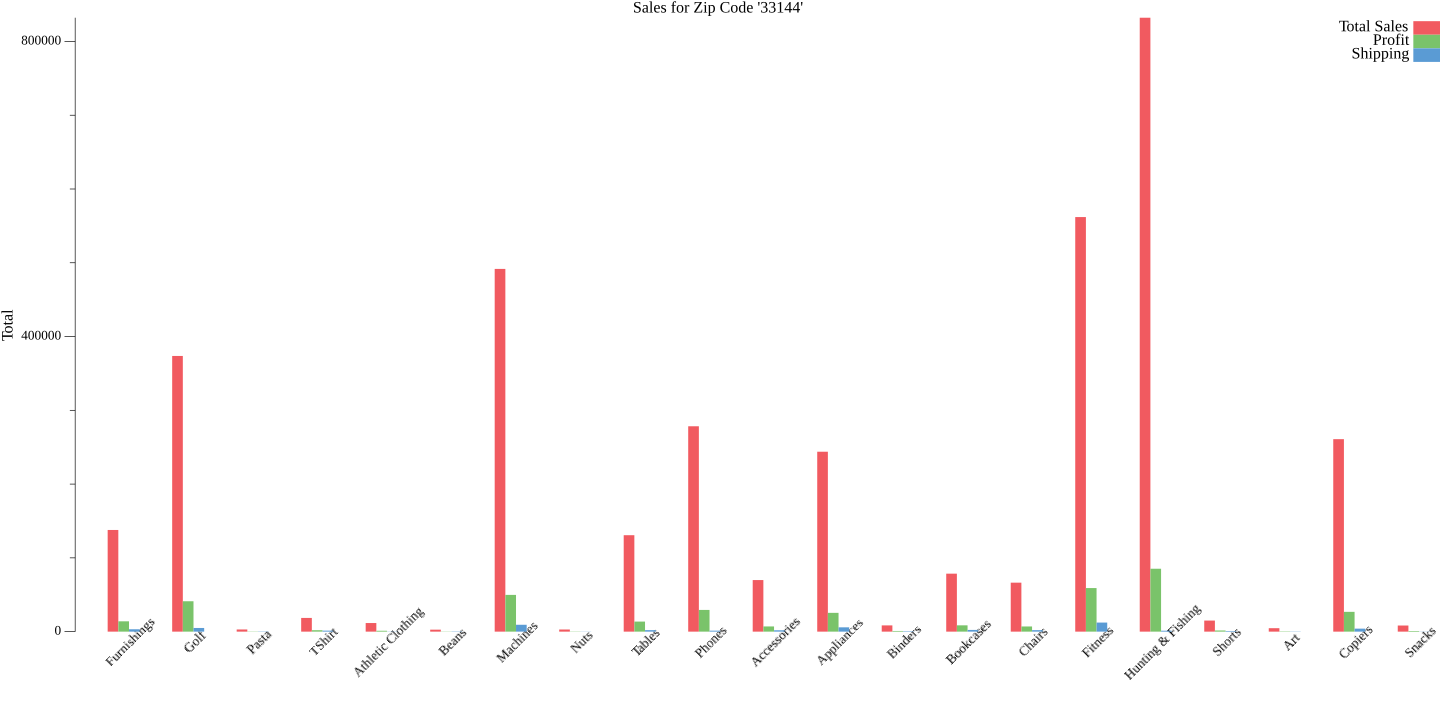 Sales for Zip Code '33144'
Total Sales
Profit
Shipping
Total
800000
400000
0
Furnishings
Golf
Pasta
TShirt
Athletic Clothing
Beans
Machines
Nuts
Tables
Phones
Accessories
Appliances
Binders
Bookcases
Chairs
Fitness
Hunting & Fishing
Shorts
Art
Copiers
Snacks